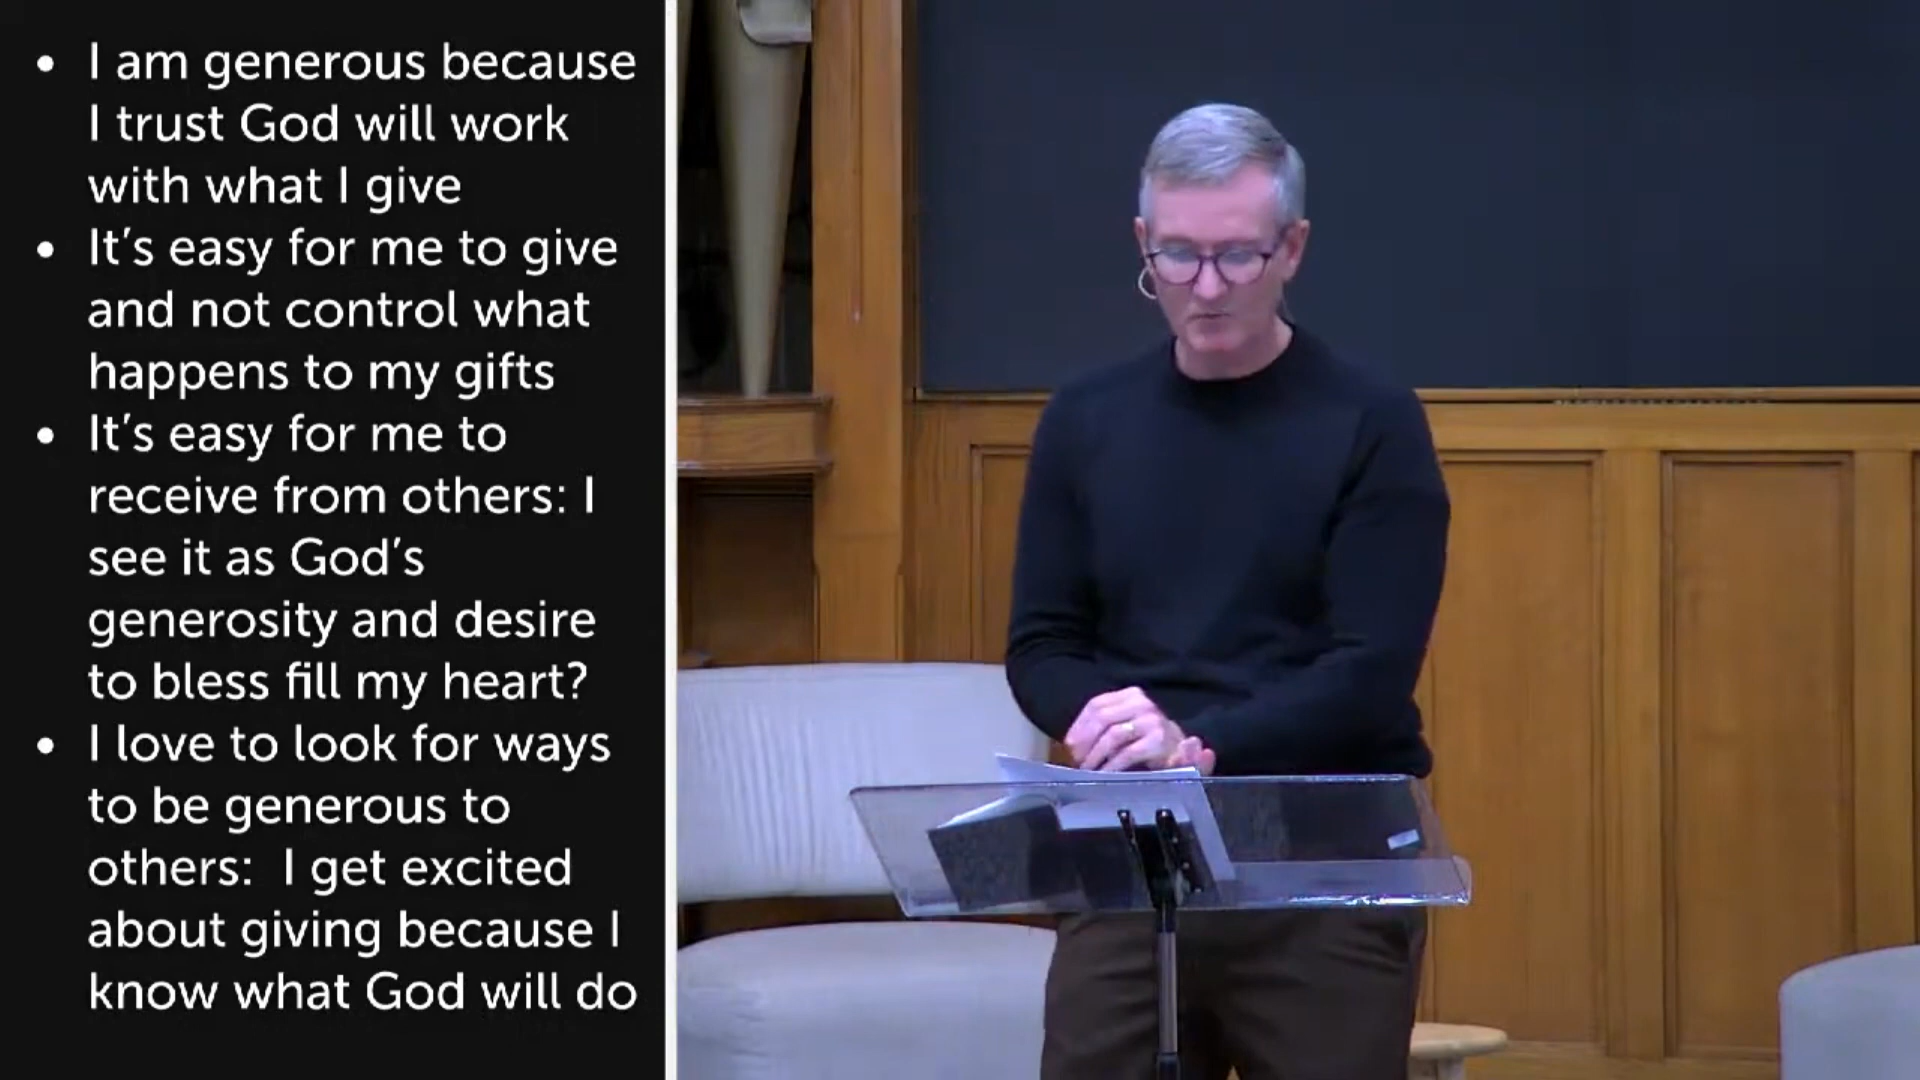 • I am generous because
I trust God will work
with what I give
• It's easy for me to give
and not control what
happens to my gifts
• It's easy for me to
receive from others: I
see it as God's
generosity and desire
to bless fill my heart?
• I love to look for ways
to be generous to
others:  I get excited
about giving because I
know what God will do